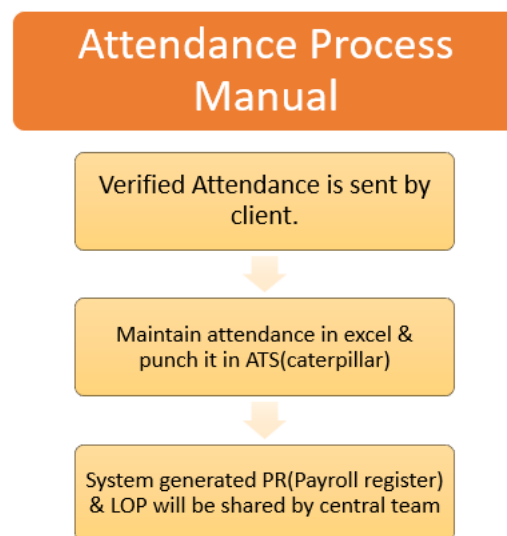 Attendance Process
Manual
Verified Attendance is sent by
client.
Maintain attendance in excel &
punch it in ATS(caterpillar)
System generated PR(Payroll register)
& LOP will be shared by central team